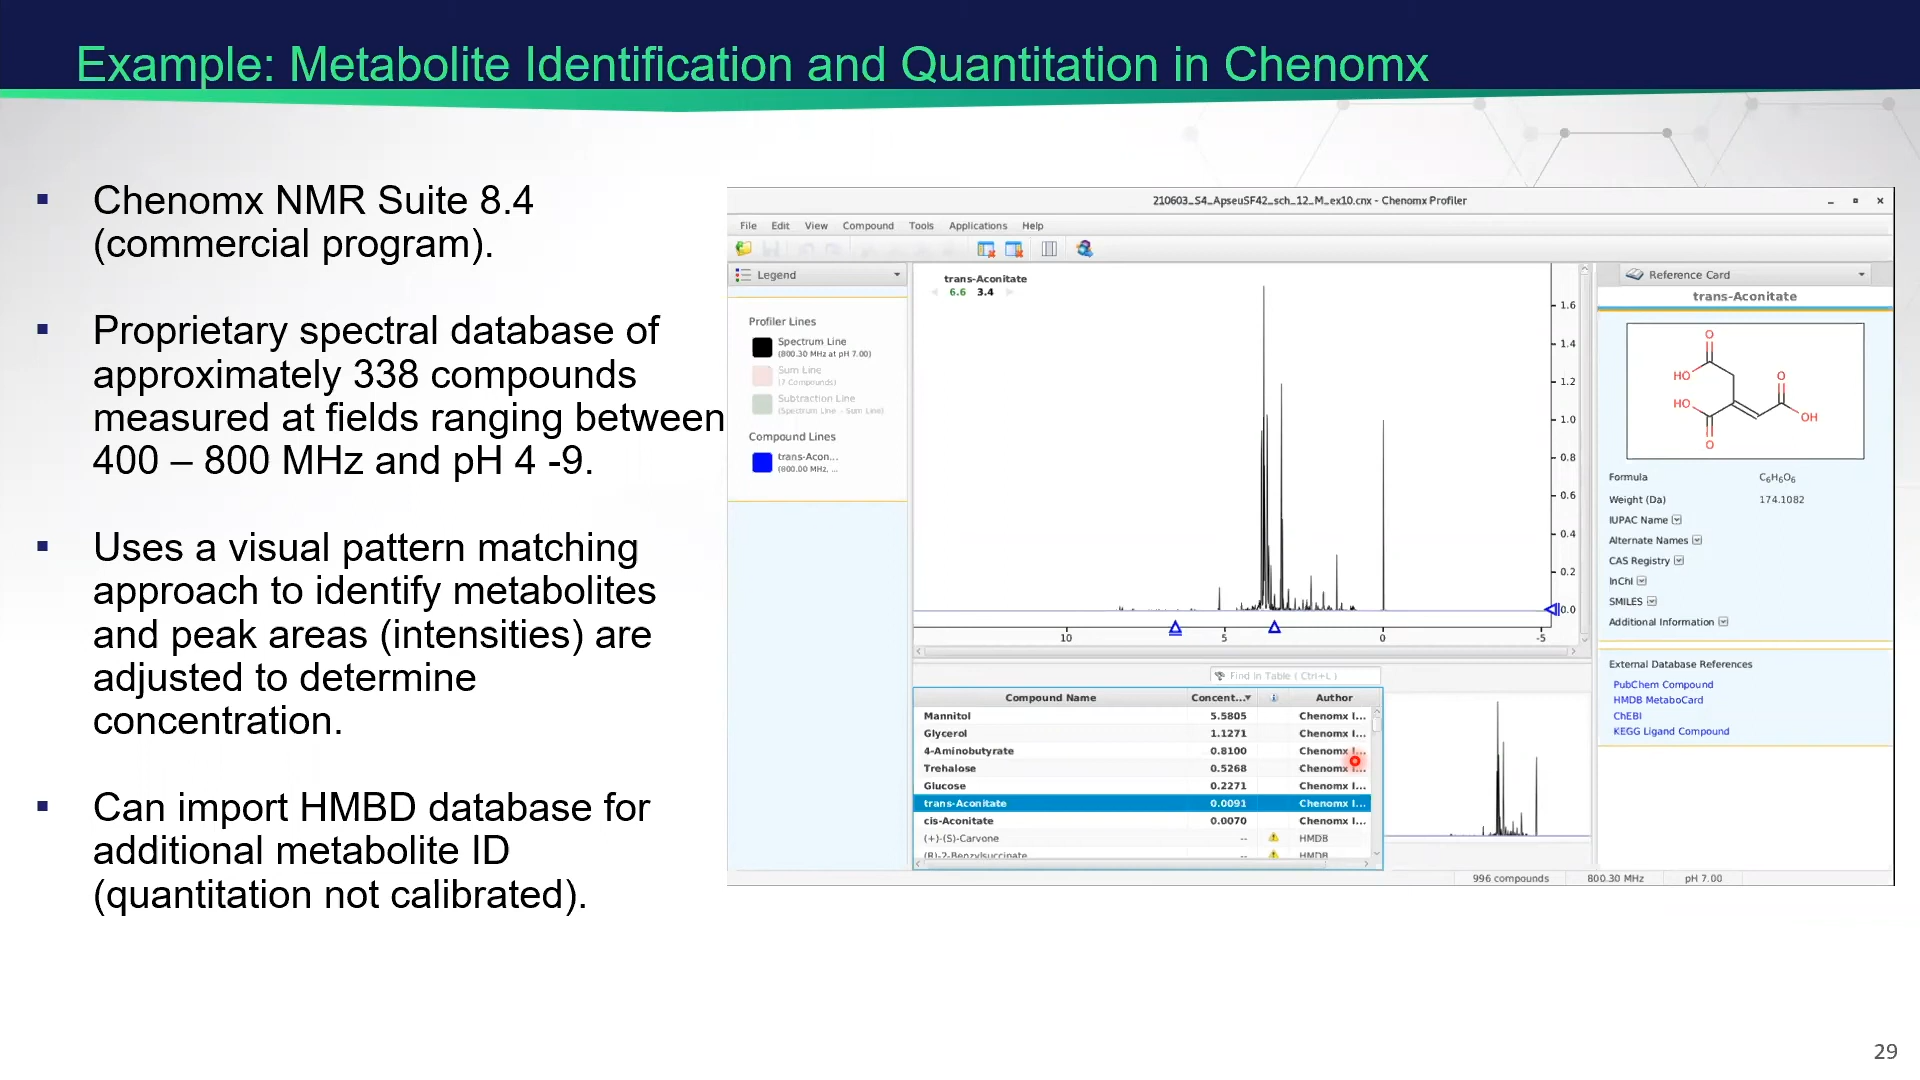 Example: Metabolite Identification and Quantitation in Chenomx
▪ Chenomx NMR Suite 8.4
(commercial program).
▪ Proprietary spectral database of
approximately 338 compounds
measured at fields ranging between
400 – 800 MHz and pH 4 -9.
▪ Uses a visual pattern matching
approach to identify metabolites
and peak areas (intensities) are
adjusted to determine
concentration.
▪ Can import HMBD database for
additional metabolite ID
(quantitation not calibrated).
210603_S4_ApseuSF42_sch_12_M_ex10.cnx - Chenomx Profiler
File Edit View Compound Tools Applications Help
Legend
Profiler Lines
Spectrum Line
(800.30 MHz at pH 7.00)
Sum Line
(7 Compounds)
Subtraction Line
(Spectrum Line - Sum Line)
Compound Lines
trans-Acon...
(800.00 MHz, ...
trans-Aconitate
6.6 3.4
1.6
1.4
1.2
1.0
0.8
0.6
0.4
0.2
0.0
10 5 0 -5
Find in Table ( Ctrl+L )
Compound Name Concent...▾ Author
Mannitol 5.5805 Chenomx I...
Glycerol 1.1271 Chenomx I...
4-Aminobutyrate 0.8100 Chenomx I...
Trehalose 0.5268 Chenomx I...
Glucose 0.2271 Chenomx I...
trans-Aconitate 0.0091 Chenomx I...
cis-Aconitate 0.0070 Chenomx I...
(+)-(S)-Carvone -- HMDB
(R)-2-Benzylsuccinate -- HMDB
Reference Card
trans-Aconitate
O
HO
O
HO
OH
O
Formula C₆H₆O₆
Weight (Da) 174.1082
IUPAC Name
Alternate Names
CAS Registry
InChI
SMILES
Additional Information
External Database References
PubChem Compound
HMDB MetaboCard
ChEBI
KEGG Ligand Compound
996 compounds 800.30 MHz pH 7.00
29